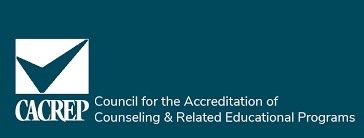 CACREP
Council for the Accreditation of
Counseling & Related Educational Programs